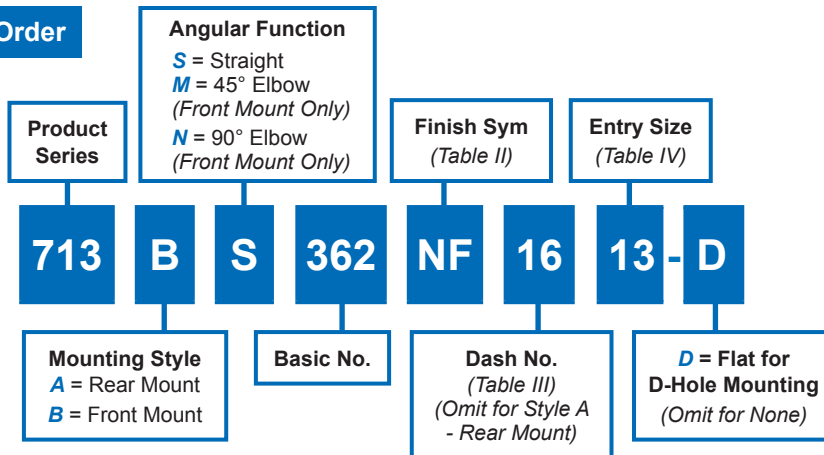 Order
Angular Function
S = Straight
M = 45° Elbow
(Front Mount Only)
N = 90° Elbow
(Front Mount Only)
Product
Series
Finish Sym
(Table II)
Entry Size
(Table IV)
713 B S 362 NF 16 13 - D
Mounting Style
A = Rear Mount
B = Front Mount
Basic No.
Dash No.
(Table III)
(Omit for Style A
- Rear Mount)
D = Flat for
D-Hole Mounting
(Omit for None)